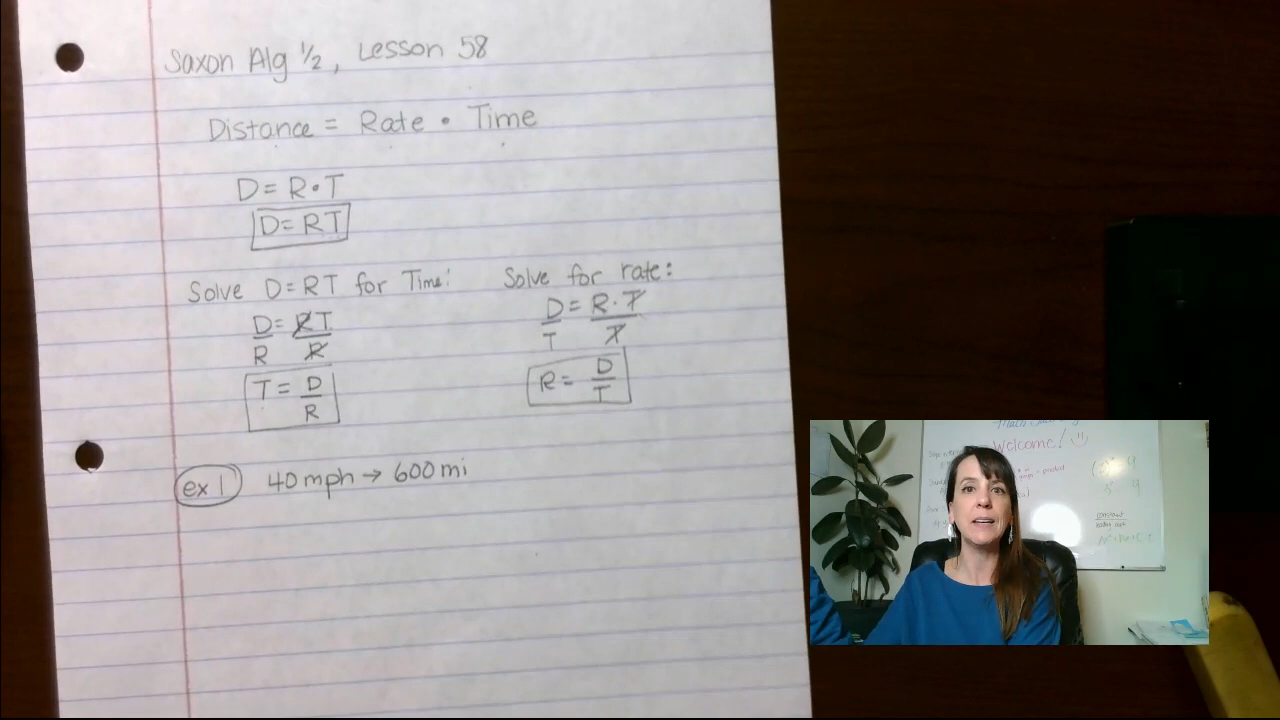 Saxon Alg 1/2, Lesson 58
Distance = Rate • Time
D = R • T
D = RT
Solve D = RT for Time:
D = RT
R R
T = D
R
Solve for rate:
D = R · T
T T
R = D
T
ex 1 40 mph → 600 mi
Welcome!